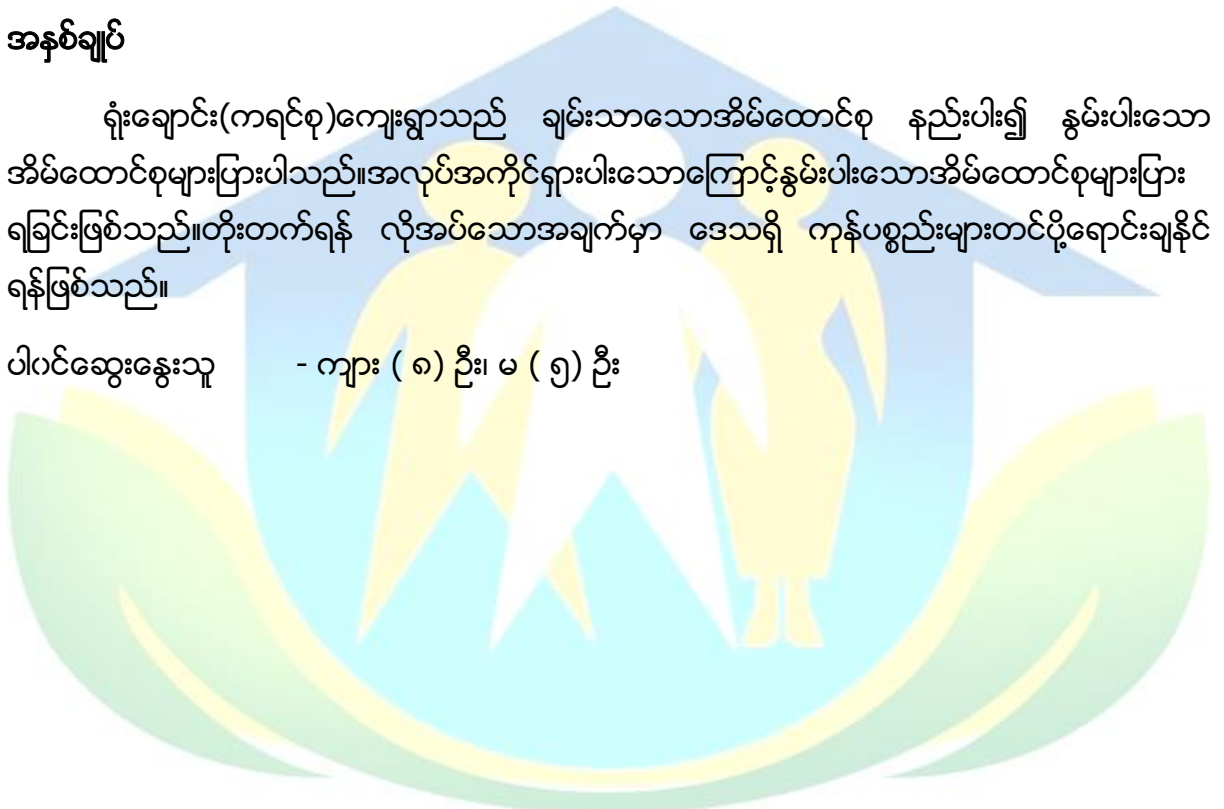 အနှစ်ချုပ်
ရုံးချောင်း(ကရင်စု)ကျေးရွာသည် ချမ်းသာသောအိမ်ထောင်စု နည်းပါး၍ နွမ်းပါးသော
အိမ်ထောင်စုများပြားပါသည်။အလုပ်အကိုင်ရှားပါးသောကြောင့်နွမ်းပါးသောအိမ်ထောင်စုများပြား
ရခြင်းဖြစ်သည်။တိုးတက်ရန် လိုအပ်သောအချက်မှာ ဒေသရှိ ကုန်ပစ္စည်းများတင်ပို့ရောင်းချနိုင်
ရန်ဖြစ်သည်။
ပါဝင်ဆွေးနွေးသူ - ကျား ( ၈) ဦး၊ မ ( ၅) ဦး